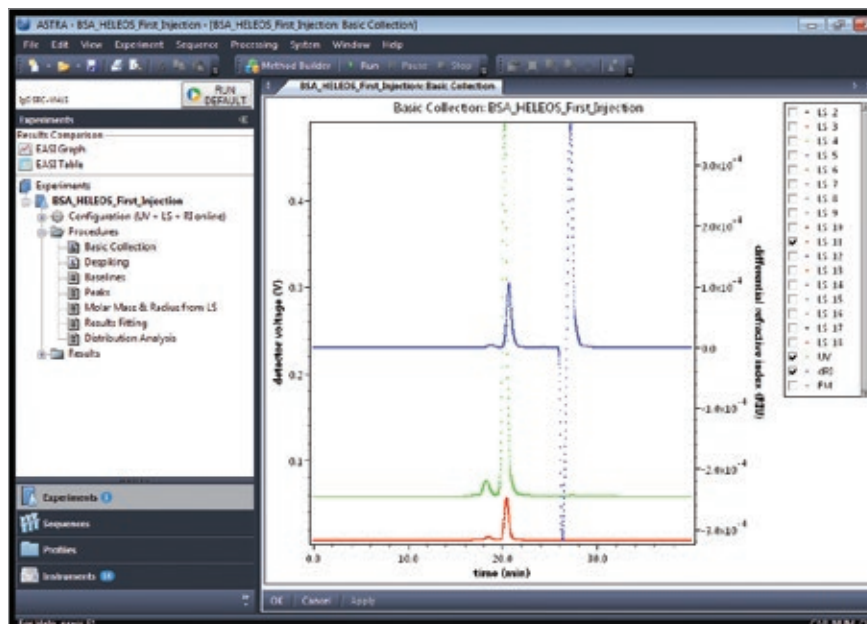 ASTRA - BSA_HELEOS_First_Injection - [BSA_HELEOS_First_Injection: Basic Collection]
File Edit View Experiment Sequence Processing System Window Help
Method Builder Run Pause Stop
RUN
DEFAULT
Experiments
Results Comparison
EASI Graph
EASI Table
Experiments
BSA_HELEOS_First_Injection
Configuration (UV + LS + RI online)
Procedures
Basic Collection
Despiking
Baselines
Peaks
Molar Mass & Radius from LS
Results Fitting
Distribution Analysis
Results
Experiments
Sequences
Profiles
Instruments
BSA_HELEOS_First_Injection: Basic Collection
Basic Collection: BSA_HELEOS_First_Injection
detector voltage (V)
0.4
0.3
0.2
0.1
differential refractive index (RIU)
3.0x10⁻⁴
2.0x10⁻⁴
1.0x10⁻⁴
0.0
-1.0x10⁻⁴
-2.0x10⁻⁴
-3.0x10⁻⁴
0.0 10.0 20.0 30.0
time (min)
LS 2
LS 3
LS 4
LS 5
LS 6
LS 7
LS 8
LS 9
LS 10
LS 11
LS 12
LS 13
LS 14
LS 15
LS 16
LS 17
LS 18
UV
dRI
OK Cancel Apply